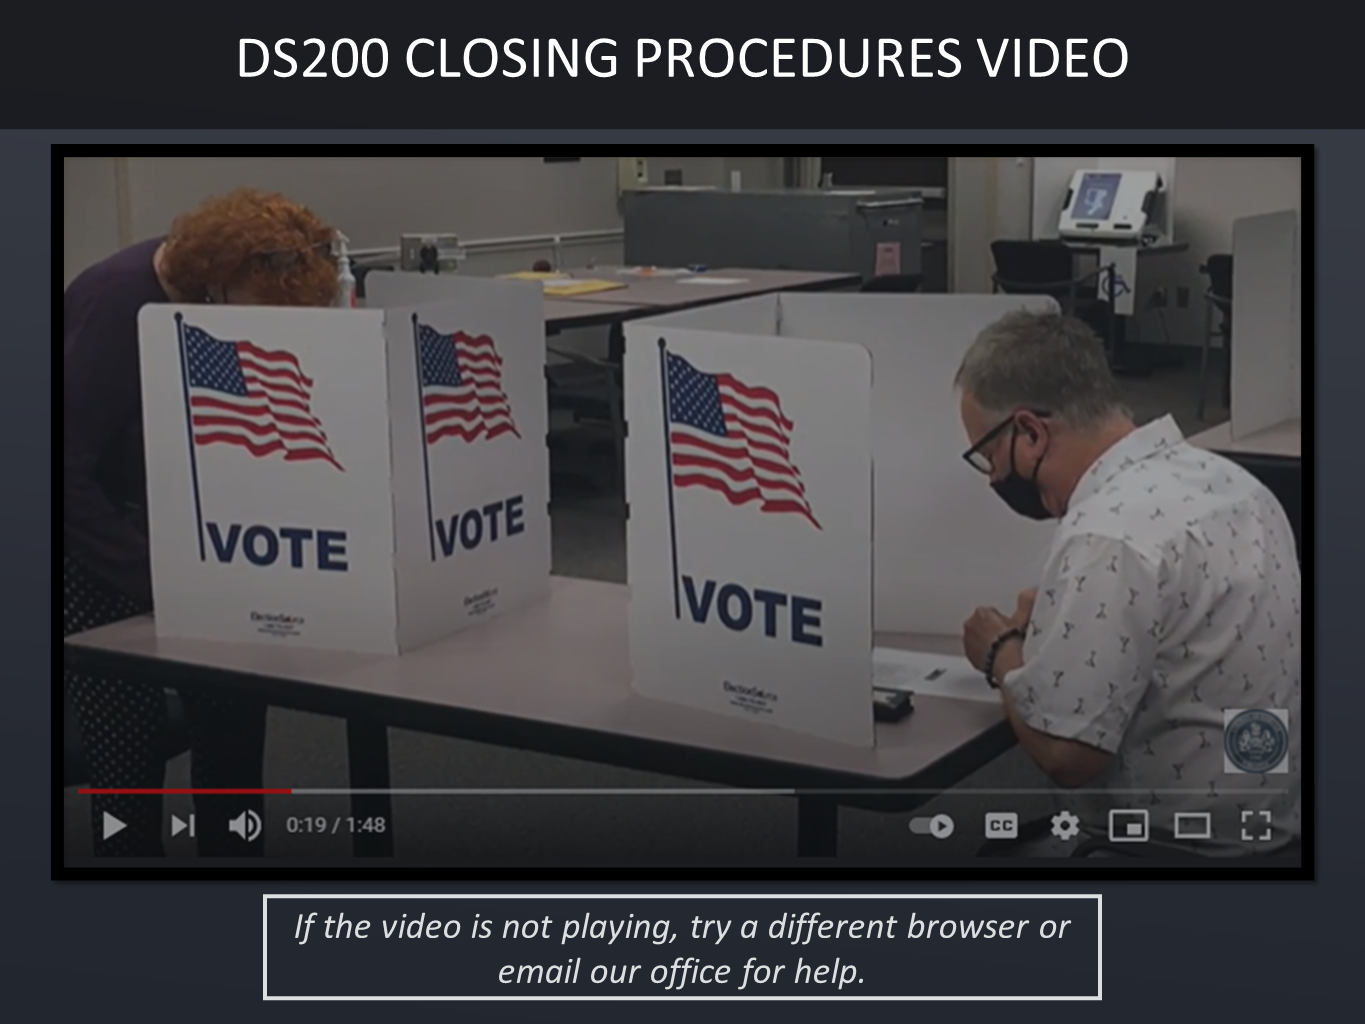 DS200 CLOSING PROCEDURES VIDEO
VOTE
VOTE
VOTE
0:19 / 1:48
CC
If the video is not playing, try a different browser or
email our office for help.